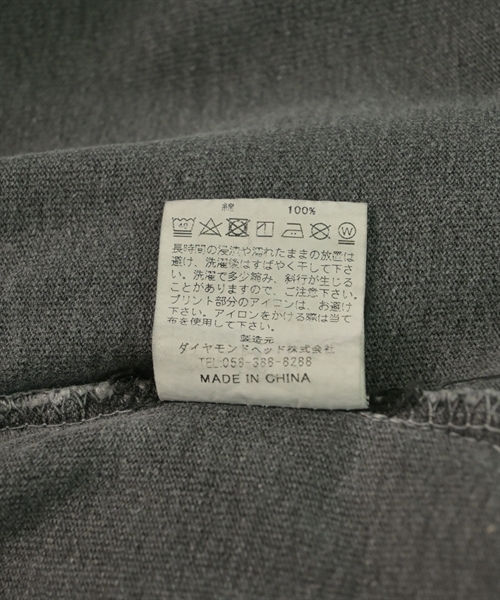 綿 100%
40
W
長時間の浸漬や濡れたままの放置は
避け、洗濯後はすばやく干して下さ
い。洗濯で多少縮み、斜行が生じる
ことがありますので、ご注意下さい。
プリント部分のアイロンは、お避け
下さい。アイロンをかける際は当て
布を使用して下さい。
製造元
ダイヤモンドヘッド株式会社
TEL:058-388-8288
MADE IN CHINA